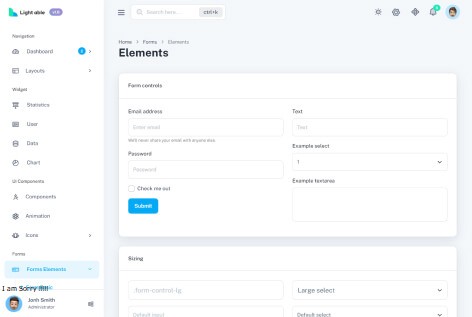 Light able
Search here....
ctrl+k
Navigation
Dashboard
Layouts
Widget
Statistics
User
Data
Chart
UI Components
Components
Animation
Icons
Forms
Forms Elements
I am Sorry !!!!!
Jonh Smith
Administrator
Home > Forms > Elements
Elements
Form controls
Email address
Enter email
We'll never share your email with anyone else.
Password
Password
Check me out
Submit
Text
Text
Example select
1
Example textarea
Sizing
.form-control-lg
Large select
Default input
Default select